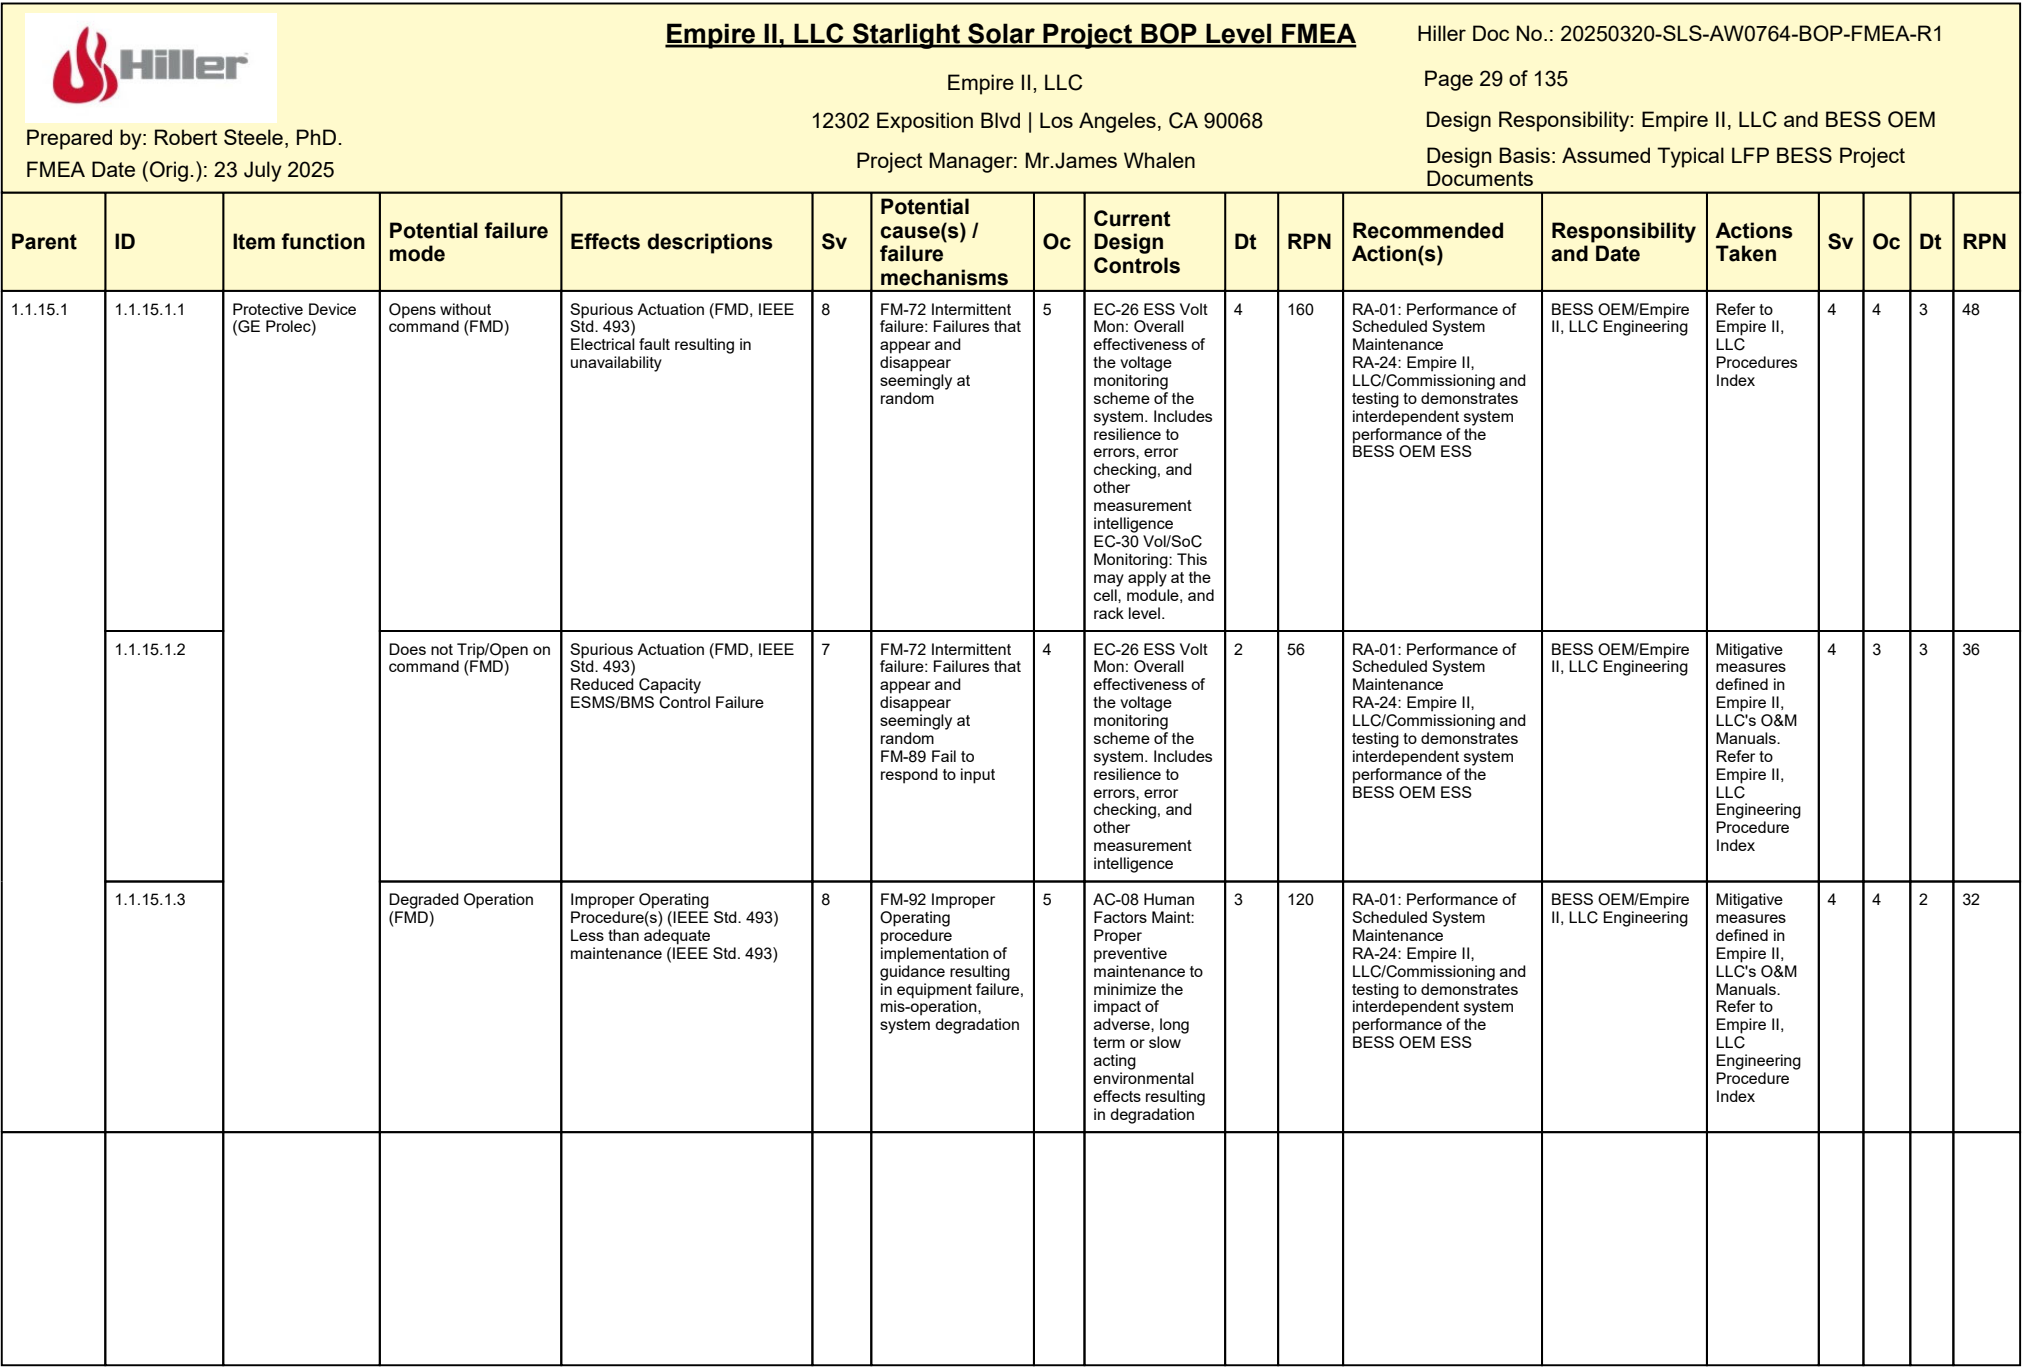 Hiller
Prepared by: Robert Steele, PhD.
FMEA Date (Orig.): 23 July 2025
Empire II, LLC Starlight Solar Project BOP Level FMEA
Empire II, LLC
12302 Exposition Blvd | Los Angeles, CA 90068
Project Manager: Mr.James Whalen
Hiller Doc No.: 20250320-SLS-AW0764-BOP-FMEA-R1
Page 29 of 135
Design Responsibility: Empire II, LLC and BESS OEM
Design Basis: Assumed Typical LFP BESS Project
Documents
Parent
ID
Item function
Potential failure
mode
Effects descriptions
Sv
Potential
cause(s) /
failure
mechanisms
Oc
Current
Design
Controls
Dt
RPN
Recommended
Action(s)
Responsibility
and Date
Actions
Taken
Sv
Oc
Dt
RPN
1.1.15.1
1.1.15.1.1
Protective Device
(GE Prolec)
Opens without
command (FMD)
Spurious Actuation (FMD, IEEE
Std. 493)
Electrical fault resulting in
unavailability
8
FM-72 Intermittent
failure: Failures that
appear and
disappear
seemingly at
random
5
EC-26 ESS Volt
Mon: Overall
effectiveness of
the voltage
monitoring
scheme of the
system. Includes
resilience to
errors, error
checking, and
other
measurement
intelligence
EC-30 Vol/SoC
Monitoring: This
may apply at the
cell, module, and
rack level.
4
160
RA-01: Performance of
Scheduled System
Maintenance
RA-24: Empire II,
LLC/Commissioning and
testing to demonstrates
interdependent system
performance of the
BESS OEM ESS
BESS OEM/Empire
II, LLC Engineering
Refer to
Empire II,
LLC
Procedures
Index
4
4
3
48
1.1.15.1.2
Does not Trip/Open on
command (FMD)
Spurious Actuation (FMD, IEEE
Std. 493)
Reduced Capacity
ESMS/BMS Control Failure
7
FM-72 Intermittent
failure: Failures that
appear and
disappear
seemingly at
random
FM-89 Fail to
respond to input
4
EC-26 ESS Volt
Mon: Overall
effectiveness of
the voltage
monitoring
scheme of the
system. Includes
resilience to
errors, error
checking, and
other
measurement
intelligence
2
56
RA-01: Performance of
Scheduled System
Maintenance
RA-24: Empire II,
LLC/Commissioning and
testing to demonstrates
interdependent system
performance of the
BESS OEM ESS
BESS OEM/Empire
II, LLC Engineering
Mitigative
measures
defined in
Empire II,
LLC's O&M
Manuals.
Refer to
Empire II,
LLC
Engineering
Procedure
Index
4
3
3
36
1.1.15.1.3
Degraded Operation
(FMD)
Improper Operating
Procedure(s) (IEEE Std. 493)
Less than adequate
maintenance (IEEE Std. 493)
8
FM-92 Improper
Operating
procedure
implementation of
guidance resulting
in equipment failure,
mis-operation,
system degradation
5
AC-08 Human
Factors Maint:
Proper
preventive
maintenance to
minimize the
impact of
adverse, long
term or slow
acting
environmental
effects resulting
in degradation
3
120
RA-01: Performance of
Scheduled System
Maintenance
RA-24: Empire II,
LLC/Commissioning and
testing to demonstrates
interdependent system
performance of the
BESS OEM ESS
BESS OEM/Empire
II, LLC Engineering
Mitigative
measures
defined in
Empire II,
LLC's O&M
Manuals.
Refer to
Empire II,
LLC
Engineering
Procedure
Index
4
4
2
32